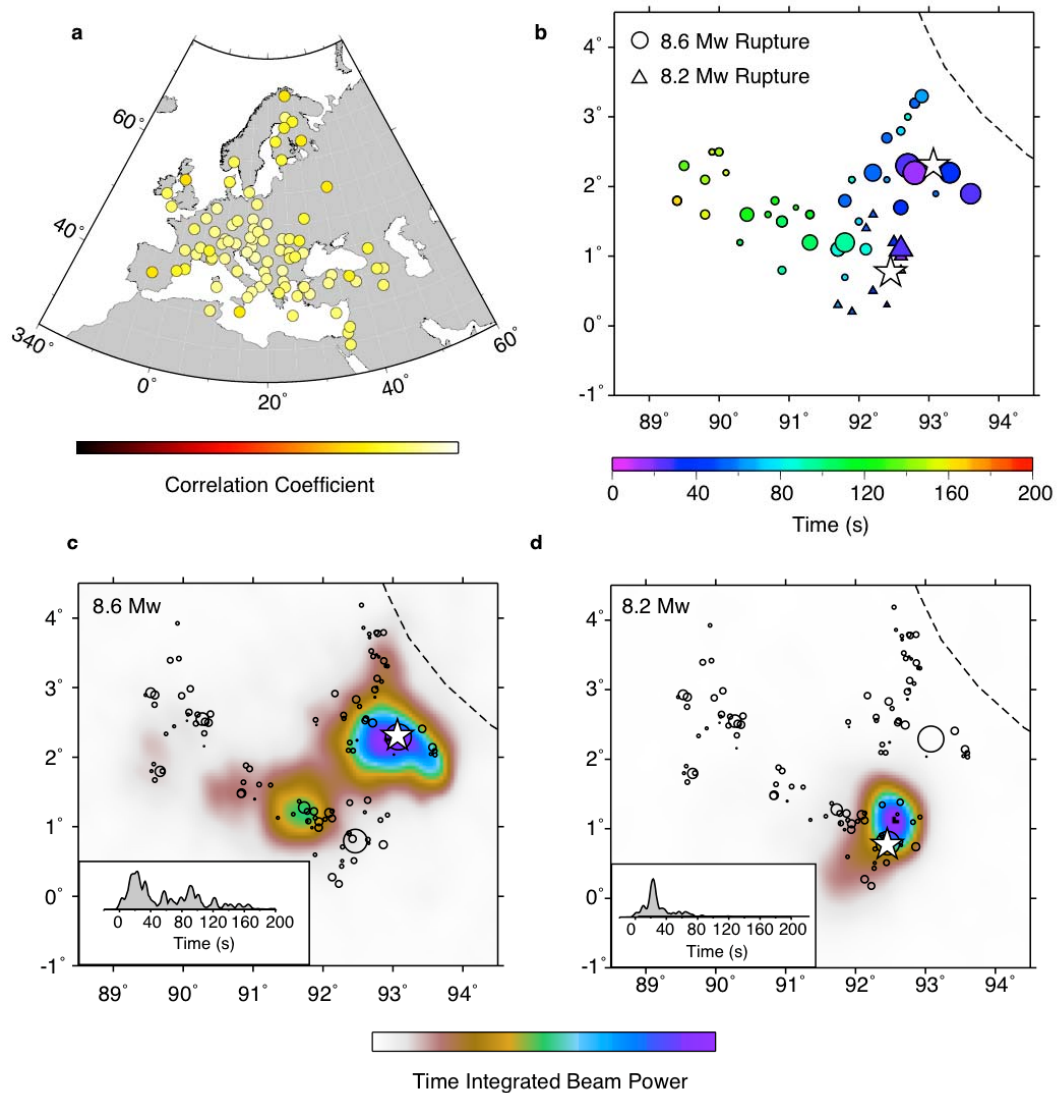 a
60°
40°
340°
0°
20°
40°
60°
Correlation Coefficient
b
8.6 Mw Rupture
8.2 Mw Rupture
4°
3°
2°
1°
0°
-1°
89° 90° 91° 92° 93° 94°
0 40 80 120 160 200
Time (s)
c
8.6 Mw
4°
3°
2°
1°
0°
-1°
0 40 80 120 160 200
Time (s)
89° 90° 91° 92° 93° 94°
d
8.2 Mw
4°
3°
2°
1°
0°
-1°
0 40 80 120 160 200
Time (s)
89° 90° 91° 92° 93° 94°
Time Integrated Beam Power